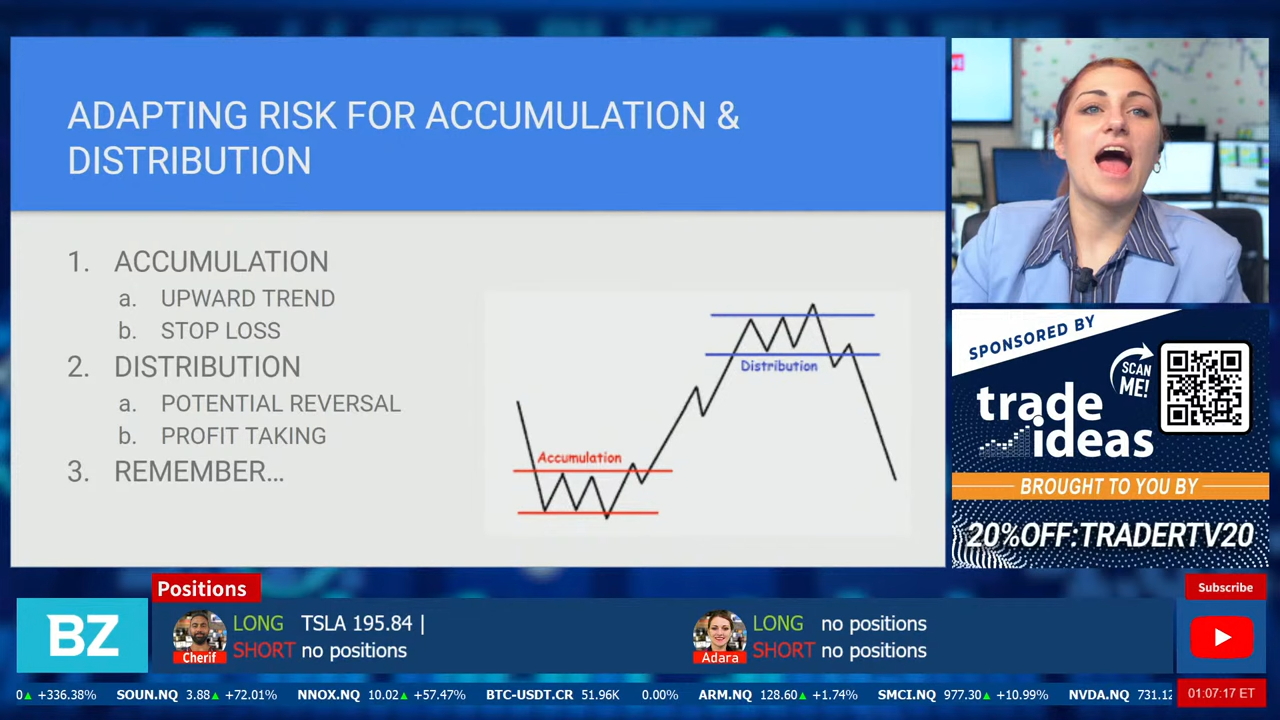 ADAPTING RISK FOR ACCUMULATION &
DISTRIBUTION
1. ACCUMULATION
a. UPWARD TREND
b. STOP LOSS
2. DISTRIBUTION
a. POTENTIAL REVERSAL
b. PROFIT TAKING
3. REMEMBER...
Accumulation
Distribution
SPONSORED BY
SCAN
ME!
trade
ideas
BROUGHT TO YOU BY
20%OFF:TRADERTV20
Positions
Subscribe
BZ
Cherif
LONG TSLA 195.84 |
SHORT no positions
Adara
LONG no positions
SHORT no positions
0▲ +336.38% SOUN.NQ 3.88▲ +72.01% NNOX.NQ 10.02▲ +57.47% BTC-USDT.CR 51.96K 0.00% ARM.NQ 128.60▲ +1.74% SMCI.NQ 977.30▲ +10.99% NVDA.NQ 731.12
01:07:17 ET